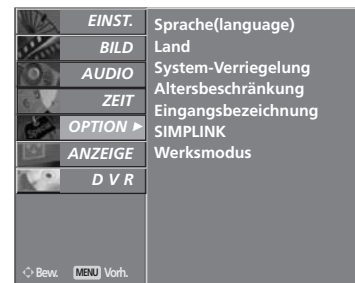 EINST.
BILD
AUDIO
ZEIT
OPTION ►
ANZEIGE
D V R
Sprache(language)
Land
System-Verriegelung
Altersbeschränkung
Eingangsbezeichnung
SIMPLINK
Werksmodus
Bew. MENU Vorh.